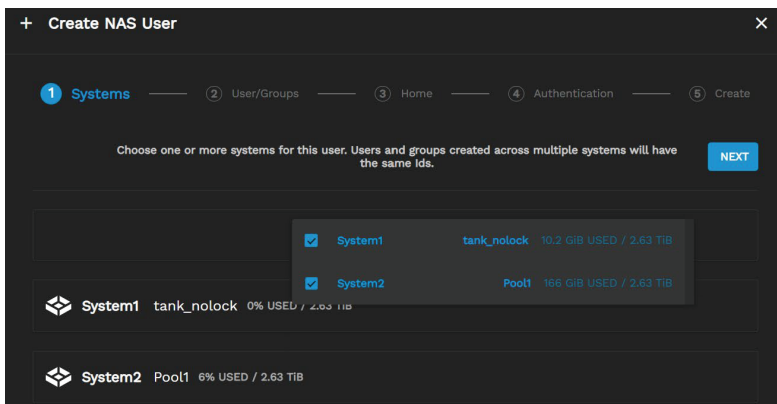 + Create NAS User ×
1 Systems 2 User/Groups 3 Home 4 Authentication 5 Create
Choose one or more systems for this user. Users and groups created across multiple systems will have
the same Ids.
NEXT
System1 tank_nolock 10.2 GiB USED / 2.63 TiB
System2 Pool1 166 GiB USED / 2.63 TiB
System1 tank_nolock 0% USED / 2.63 TiB
System2 Pool1 6% USED / 2.63 TiB